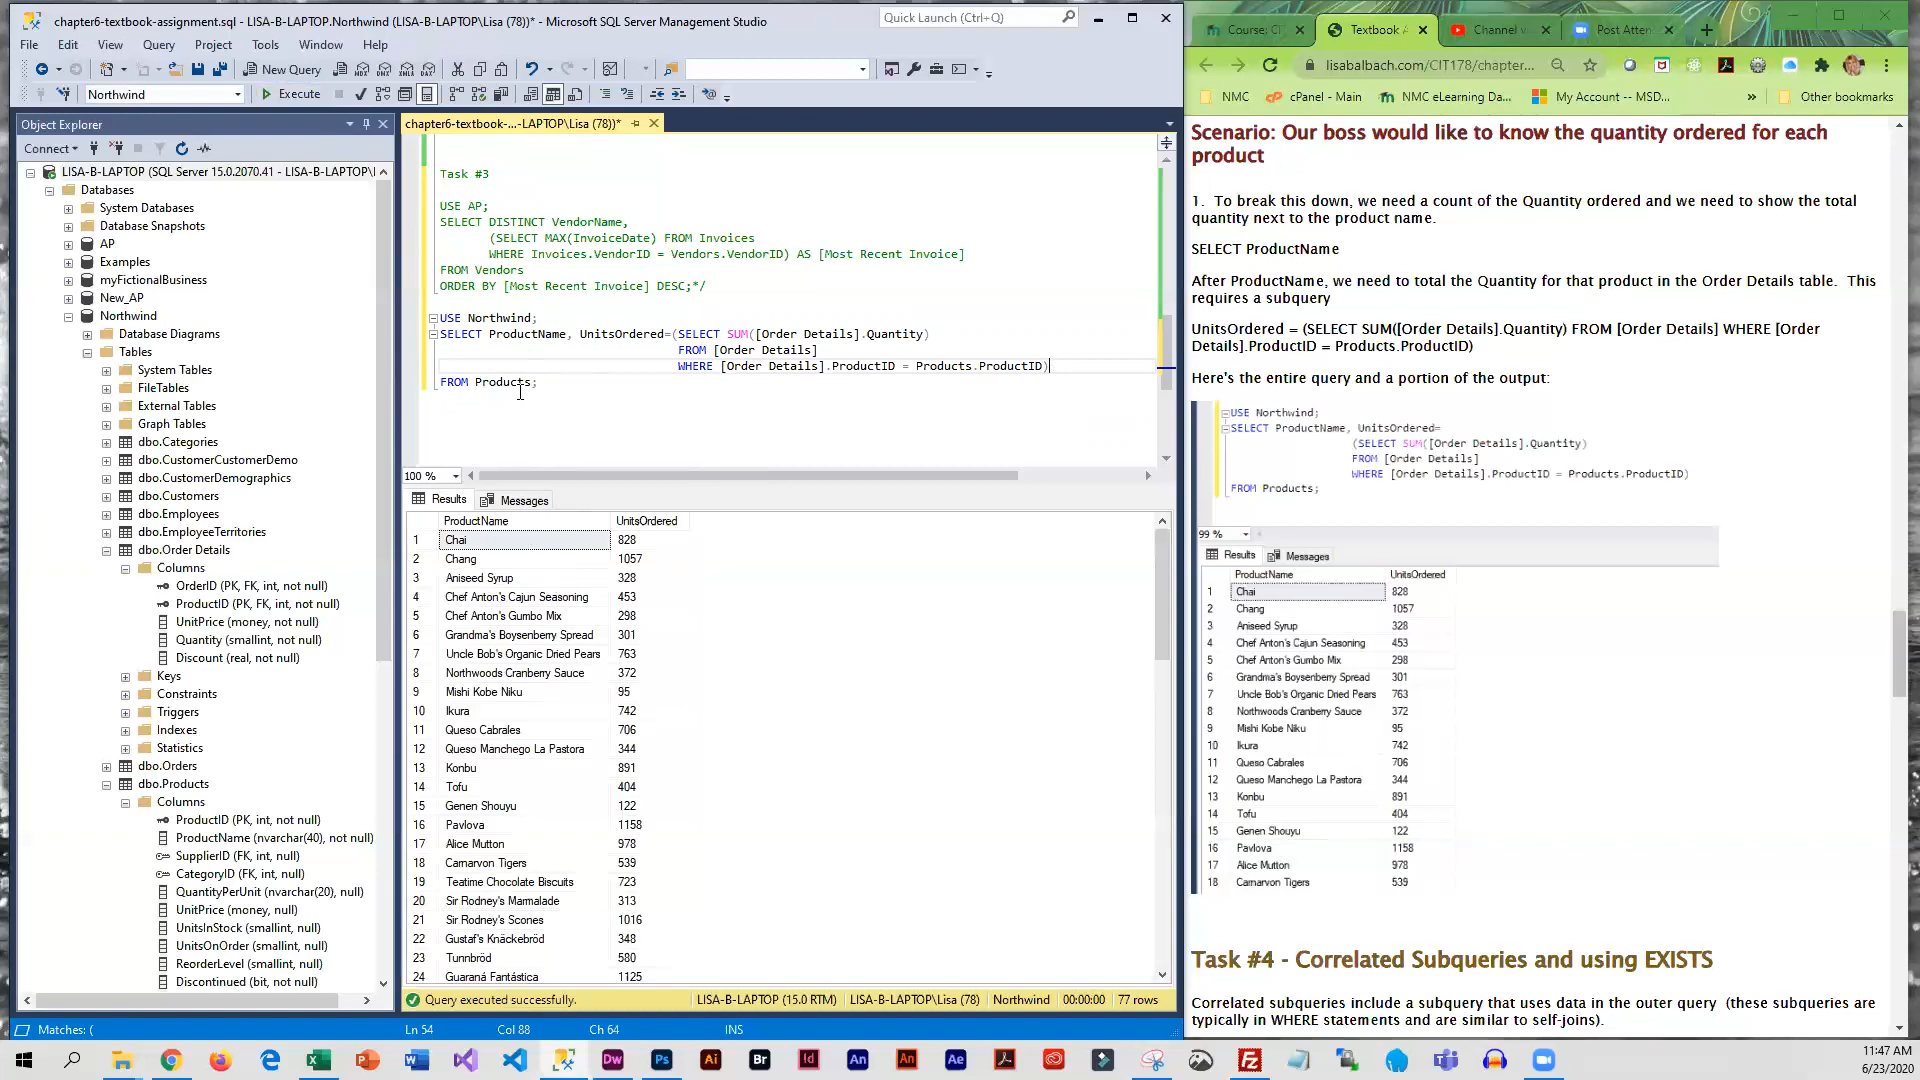 chapter6-textbook-assignment.sql - LISA-B-LAPTOP.Northwind (LISA-B-LAPTOP\Lisa (78))* - Microsoft SQL Server Management Studio
Quick Launch (Ctrl+Q)
File Edit View Query Project Tools Window Help
New Query
Northwind
Execute
Object Explorer
Connect
LISA-B-LAPTOP (SQL Server 15.0.2070.41 - LISA-B-LAPTOP\
Databases
System Databases
Database Snapshots
AP
Examples
myFictionalBusiness
New_AP
Northwind
Database Diagrams
Tables
System Tables
FileTables
External Tables
Graph Tables
dbo.Categories
dbo.CustomerCustomerDemo
dbo.CustomerDemographics
dbo.Customers
dbo.Employees
dbo.EmployeeTerritories
dbo.Order Details
Columns
OrderID (PK, FK, int, not null)
ProductID (PK, FK, int, not null)
UnitPrice (money, not null)
Quantity (smallint, not null)
Discount (real, not null)
Keys
Constraints
Triggers
Indexes
Statistics
dbo.Orders
dbo.Products
Columns
ProductID (PK, int, not null)
ProductName (nvarchar(40), not null)
SupplierID (FK, int, null)
CategoryID (FK, int, null)
QuantityPerUnit (nvarchar(20), null)
UnitPrice (money, null)
UnitsInStock (smallint, null)
UnitsOnOrder (smallint, null)
ReorderLevel (smallint, null)
Discontinued (bit, not null)
chapter6-textbook-...-LAPTOP\Lisa (78))*
Task #3
USE AP;
SELECT DISTINCT VendorName,
(SELECT MAX(InvoiceDate) FROM Invoices
WHERE Invoices.VendorID = Vendors.VendorID) AS [Most Recent Invoice]
FROM Vendors
ORDER BY [Most Recent Invoice] DESC;*/
USE Northwind;
SELECT ProductName, UnitsOrdered=(SELECT SUM([Order Details].Quantity)
FROM [Order Details]
WHERE [Order Details].ProductID = Products.ProductID)
FROM Products;
100 %
Results Messages
ProductName UnitsOrdered
1 Chai 828
2 Chang 1057
3 Aniseed Syrup 328
4 Chef Anton's Cajun Seasoning 453
5 Chef Anton's Gumbo Mix 298
6 Grandma's Boysenberry Spread 301
7 Uncle Bob's Organic Dried Pears 763
8 Northwoods Cranberry Sauce 372
9 Mishi Kobe Niku 95
10 Ikura 742
11 Queso Cabrales 706
12 Queso Manchego La Pastora 344
13 Konbu 891
14 Tofu 404
15 Genen Shouyu 122
16 Pavlova 1158
17 Alice Mutton 978
18 Carnarvon Tigers 539
19 Teatime Chocolate Biscuits 723
20 Sir Rodney's Marmalade 313
21 Sir Rodney's Scones 1016
22 Gustaf's Knäckebröd 348
23 Tunnbröd 580
24 Guaraná Fantástica 1125
Query executed successfully. LISA-B-LAPTOP (15.0 RTM) LISA-B-LAPTOP\Lisa (78) Northwind 00:00:00 77 rows
Matches: ( Ln 54 Col 88 Ch 64 INS
Course: CI Textbook A Channel v Post Atten
lisabalbach.com/CIT178/chapter...
NMC cPanel - Main NMC eLearning Da... My Account -- MSD... » Other bookmarks
Scenario: Our boss would like to know the quantity ordered for each
product
1. To break this down, we need a count of the Quantity ordered and we need to show the total
quantity next to the product name.
SELECT ProductName
After ProductName, we need to total the Quantity for that product in the Order Details table. This
requires a subquery
UnitsOrdered = (SELECT SUM([Order Details].Quantity) FROM [Order Details] WHERE [Order
Details].ProductID = Products.ProductID)
Here's the entire query and a portion of the output:
USE Northwind;
SELECT ProductName, UnitsOrdered=
(SELECT SUM([Order Details].Quantity)
FROM [Order Details]
WHERE [Order Details].ProductID = Products.ProductID)
FROM Products;
99 %
Results Messages
ProductName UnitsOrdered
1 Chai 828
2 Chang 1057
3 Aniseed Syrup 328
4 Chef Anton's Cajun Seasoning 453
5 Chef Anton's Gumbo Mix 298
6 Grandma's Boysenberry Spread 301
7 Uncle Bob's Organic Dried Pears 763
8 Northwoods Cranberry Sauce 372
9 Mishi Kobe Niku 95
10 Ikura 742
11 Queso Cabrales 706
12 Queso Manchego La Pastora 344
13 Konbu 891
14 Tofu 404
15 Genen Shouyu 122
16 Pavlova 1158
17 Alice Mutton 978
18 Carnarvon Tigers 539
Task #4 - Correlated Subqueries and using EXISTS
Correlated subqueries include a subquery that uses data in the outer query (these subqueries are
typically in WHERE statements and are similar to self-joins).
11:47 AM
6/23/2020